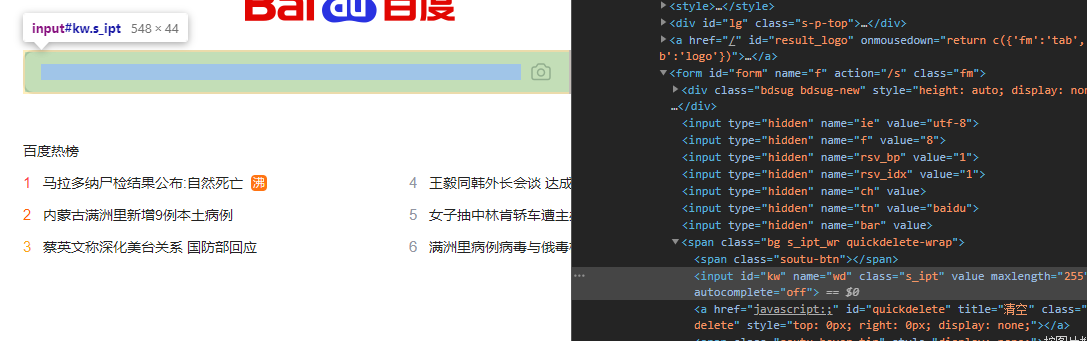 Bai du 百度
input#kw.s_ipt 548 × 44
百度热榜
1 马拉多纳尸检结果公布:自然死亡 沸
2 内蒙古满洲里新增9例本土病例
3 蔡英文称深化美台关系 国防部回应
4 王毅同韩外长会谈 达成
5 女子抽中林肯轿车遭主
6 满洲里病例病毒与俄毒
<style>…</style>
<div id="lg" class="s-p-top">…</div>
<a href="/" id="result_logo" onmousedown="return c({'fm':'tab',
b':'logo'})">…</a>
<form id="form" name="f" action="/s" class="fm">
<div class="bdsug bdsug-new" style="height: auto; display: non
…</div>
<input type="hidden" name="ie" value="utf-8">
<input type="hidden" name="f" value="8">
<input type="hidden" name="rsv_bp" value="1">
<input type="hidden" name="rsv_idx" value="1">
<input type="hidden" name="ch" value>
<input type="hidden" name="tn" value="baidu">
<input type="hidden" name="bar" value>
<span class="bg s_ipt_wr quickdelete-wrap">
<span class="soutu-btn"></span>
… <input id="kw" name="wd" class="s_ipt" value maxlength="255"
autocomplete="off"> == $0
<a href="javascript:;" id="quickdelete" title="清空" class="
delete" style="top: 0px; right: 0px; display: none;"></a>